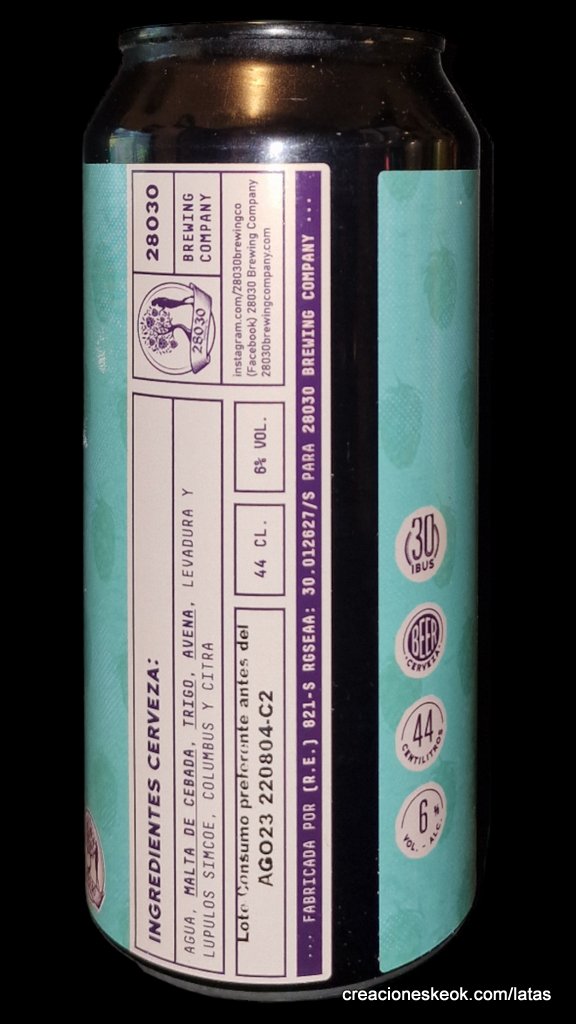 28030
BREWING
COMPANY
28030
instagram.com/28030brewingco
(Facebook) 28030 Brewing Company
28030brewingcompany.com
INGREDIENTES CERVEZA:
AGUA, MALTA DE CEBADA, TRIGO, AVENA, LEVADURA Y
LUPULOS SIMCOE, COLUMBUS Y CITRA
44 CL.
6% VOL.
Lote Consumo preferente antes del
AGO23 220804-C2
... FABRICADA POR (R.E.) 821-S RGSEAA: 30.012627/S PARA 28030 BREWING COMPANY ...
30
IBUS
BEER
CERVEZA
44
CENTILITROS
6
VOL. - ALC. %
creacioneskeok.com/latas